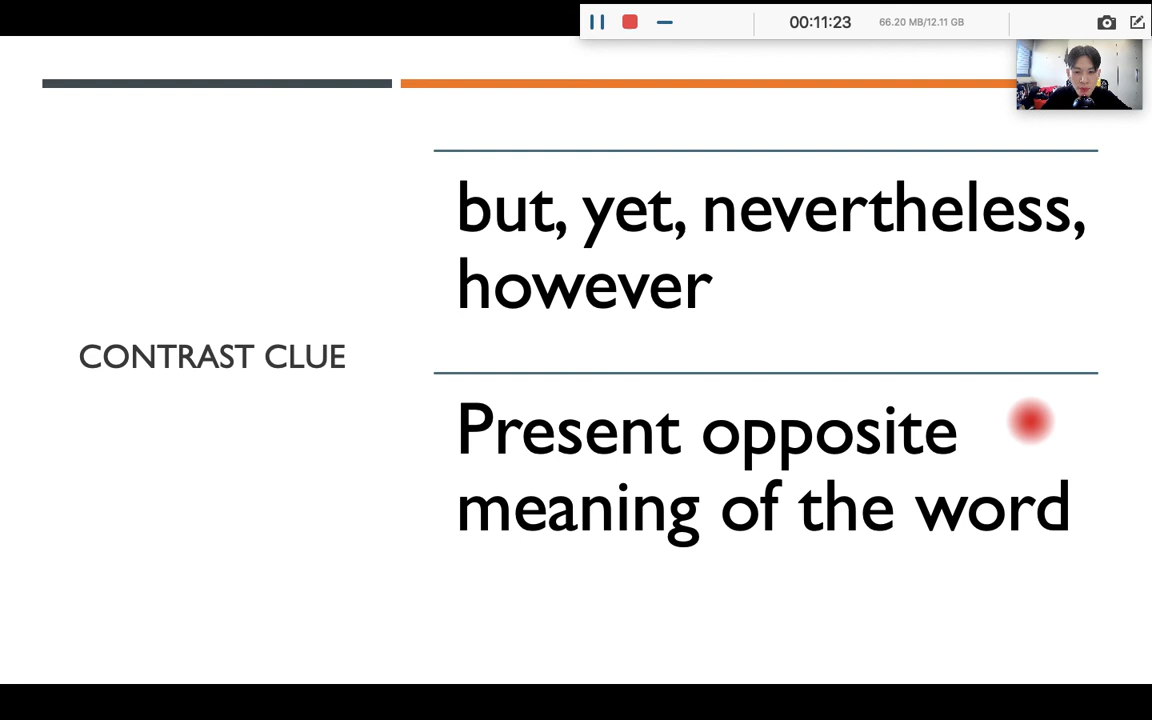 00:11:23
66.20 MB/12.11 GB
but, yet, nevertheless,
however
CONTRAST CLUE
Present opposite
meaning of the word